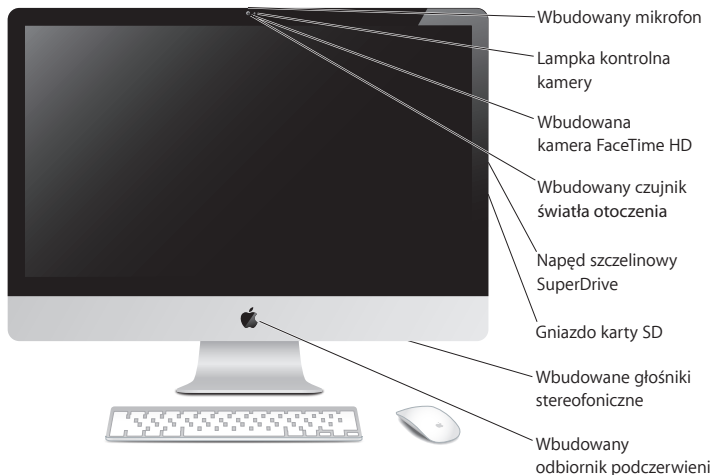 Wbudowany mikrofon
Lampka kontrolna
kamery
Wbudowana
kamera FaceTime HD
Wbudowany czujnik
światła otoczenia
Napęd szczelinowy
SuperDrive
Gniazdo karty SD
Wbudowane głośniki
stereofoniczne
Wbudowany
odbiornik podczerwieni